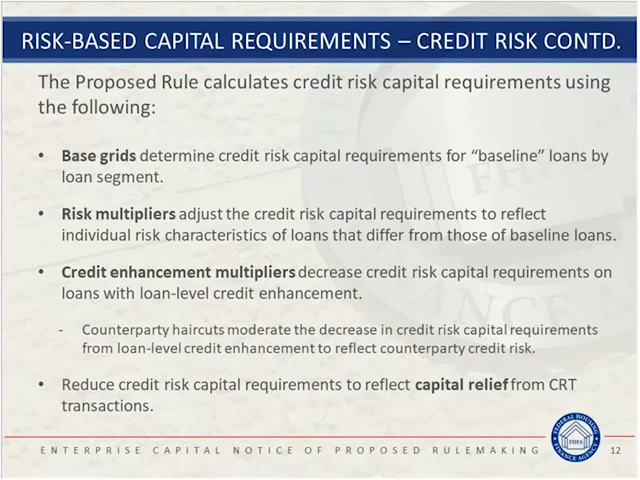 RISK-BASED CAPITAL REQUIREMENTS – CREDIT RISK CONTD.
The Proposed Rule calculates credit risk capital requirements using
the following:
• Base grids determine credit risk capital requirements for “baseline” loans by
loan segment.
• Risk multipliers adjust the credit risk capital requirements to reflect
individual risk characteristics of loans that differ from those of baseline loans.
• Credit enhancement multipliers decrease credit risk capital requirements on
loans with loan-level credit enhancement.
- Counterparty haircuts moderate the decrease in credit risk capital requirements
from loan-level credit enhancement to reflect counterparty credit risk.
• Reduce credit risk capital requirements to reflect capital relief from CRT
transactions.
FEDERAL HOUSING
FHFA
FINANCE AGENCY
ENTERPRISE CAPITAL NOTICE OF PROPOSED RULEMAKING
12